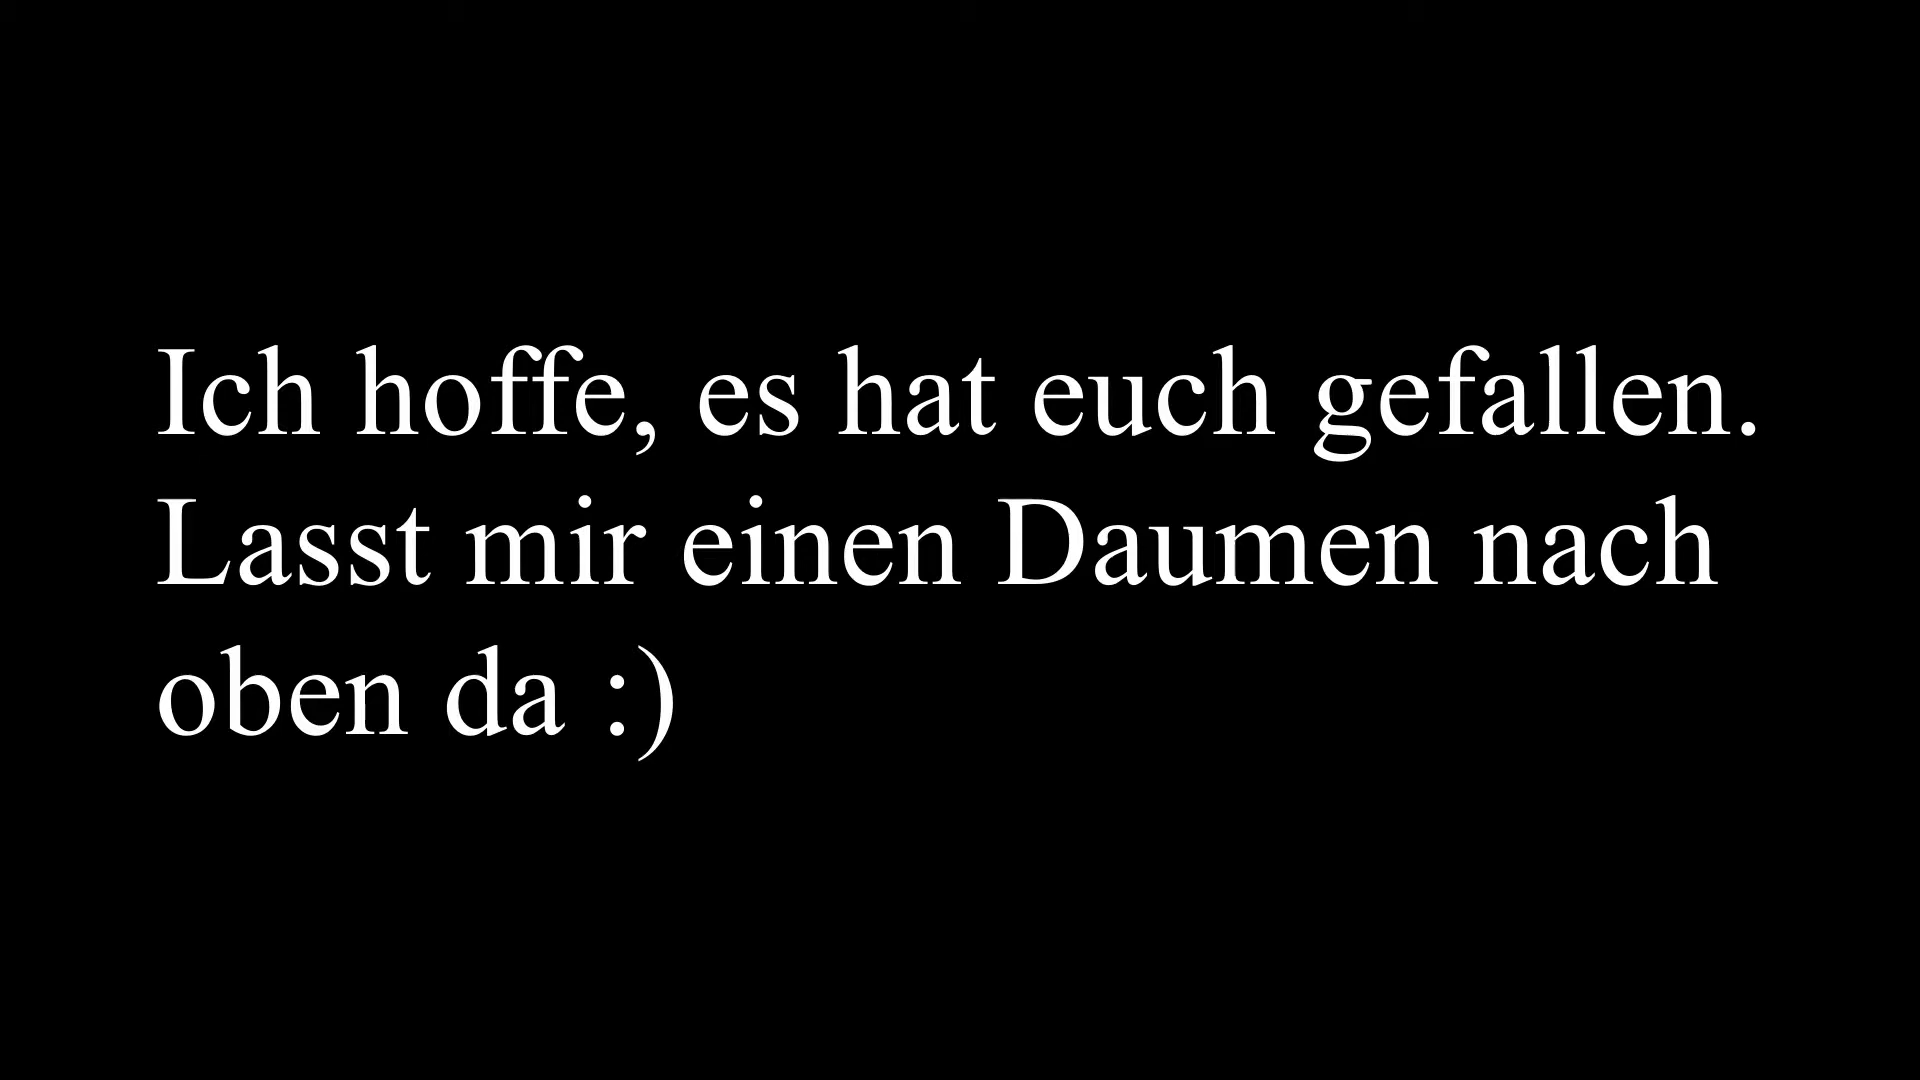 Ich hoffe, es hat euch gefallen.
Lasst mir einen Daumen nach
oben da :)